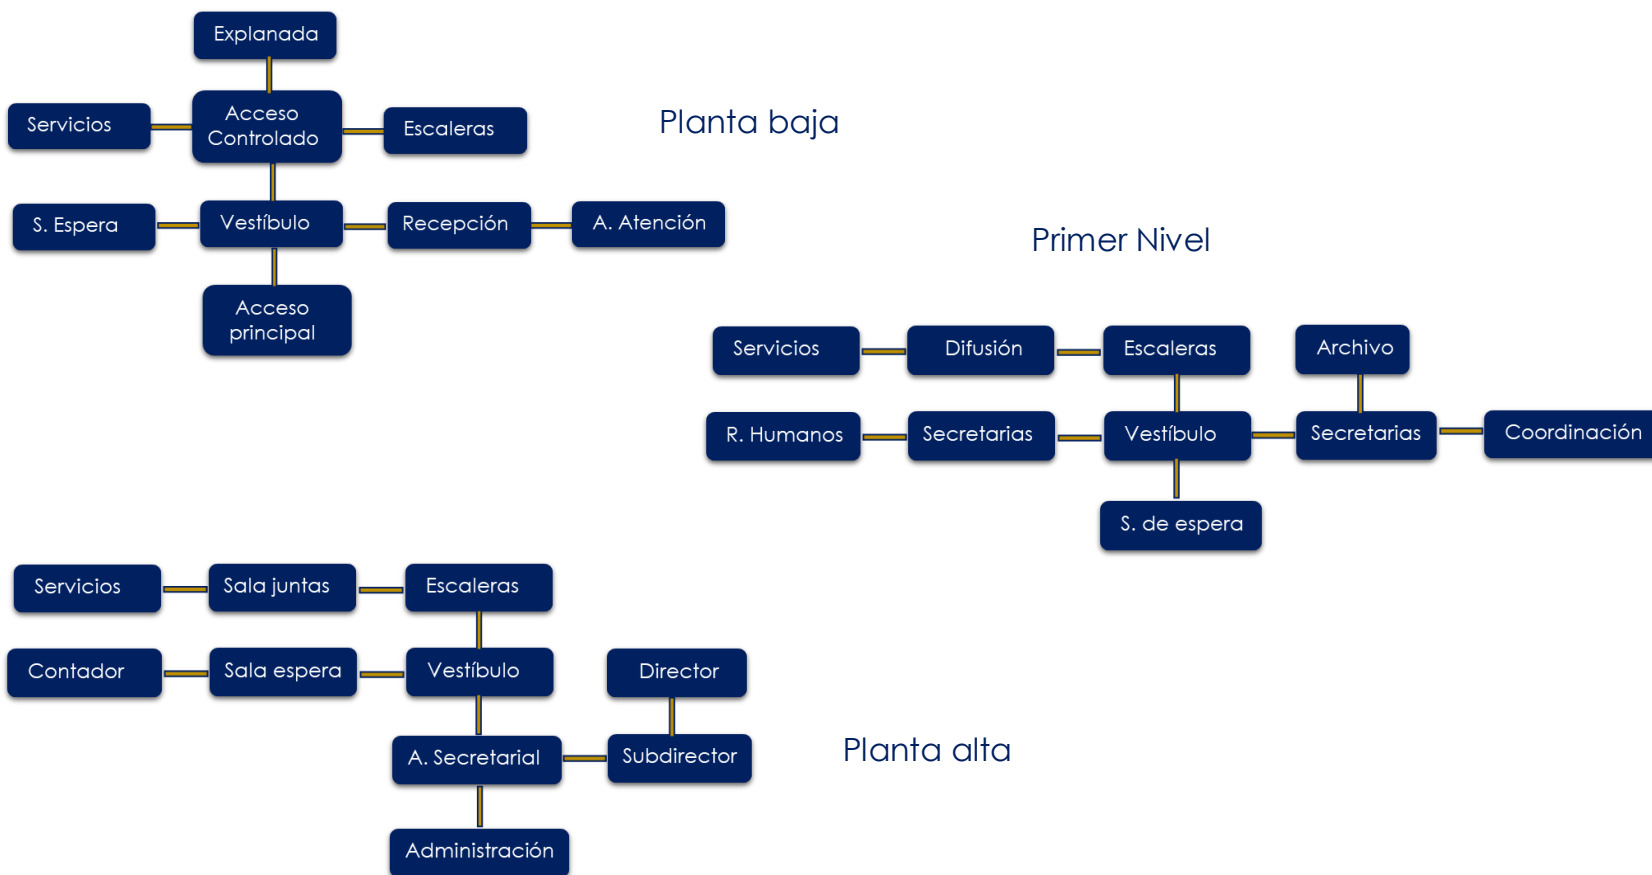 Explanada
Servicios
Acceso
Controlado
Escaleras
Planta baja
S. Espera
Vestíbulo
Recepción
A. Atención
Acceso
principal
Primer Nivel
Servicios
Difusión
Escaleras
Archivo
R. Humanos
Secretarias
Vestíbulo
Secretarias
Coordinación
S. de espera
Servicios
Sala juntas
Escaleras
Contador
Sala espera
Vestíbulo
Director
A. Secretarial
Subdirector
Planta alta
Administración